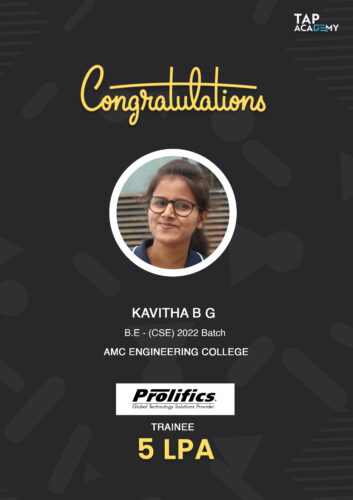 TAP
ACADEMY
Congratulations
KAVITHA B G
B.E - (CSE) 2022 Batch
AMC ENGINEERING COLLEGE
Prolifics
Global Technology Solutions Provider
TRAINEE
5 LPA